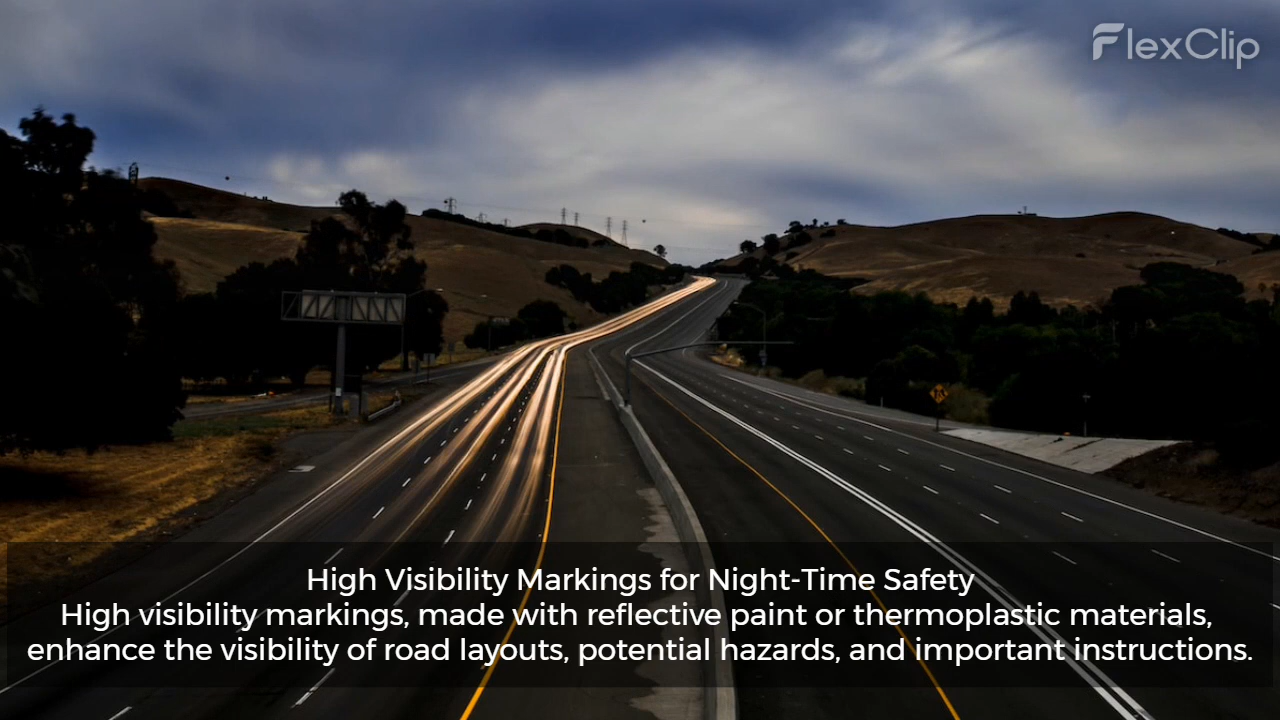 FlexClip
High Visibility Markings for Night-Time Safety
High visibility markings, made with reflective paint or thermoplastic materials,
enhance the visibility of road layouts, potential hazards, and important instructions.